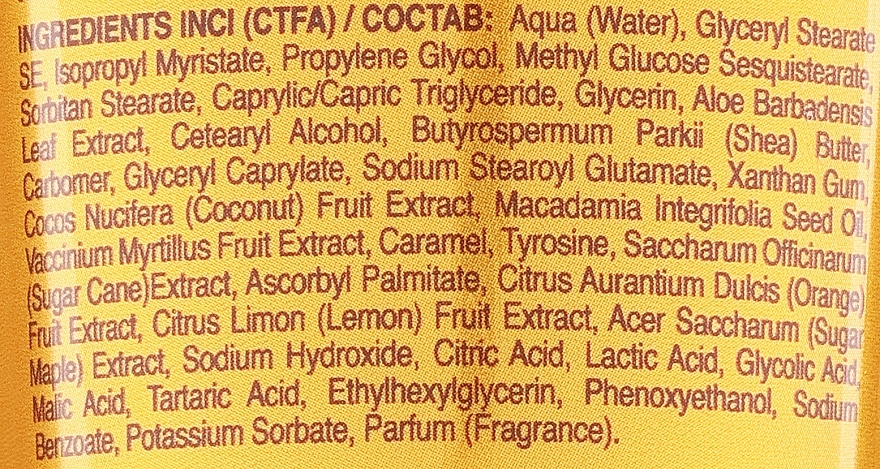 INGREDIENTS INCI (CTFA) / СОСТАВ: Aqua (Water), Glyceryl Stearate
SE, Isopropyl Myristate, Propylene Glycol, Methyl Glucose Sesquistearate,
Sorbitan Stearate, Caprylic/Capric Triglyceride, Glycerin, Aloe Barbadensis
Leaf Extract, Cetearyl Alcohol, Butyrospermum Parkii (Shea) Butter,
Carbomer, Glyceryl Caprylate, Sodium Stearoyl Glutamate, Xanthan Gum,
Cocos Nucifera (Coconut) Fruit Extract, Macadamia Integrifolia Seed Oil,
Vaccinium Myrtillus Fruit Extract, Caramel, Tyrosine, Saccharum Officinarum
(Sugar Cane)Extract, Ascorbyl Palmitate, Citrus Aurantium Dulcis (Orange)
Fruit Extract, Citrus Limon (Lemon) Fruit Extract, Acer Saccharum (Sugar
Maple) Extract, Sodium Hydroxide, Citric Acid, Lactic Acid, Glycolic Acid,
Malic Acid, Tartaric Acid, Ethylhexylglycerin, Phenoxyethanol, Sodium
Benzoate, Potassium Sorbate, Parfum (Fragrance).